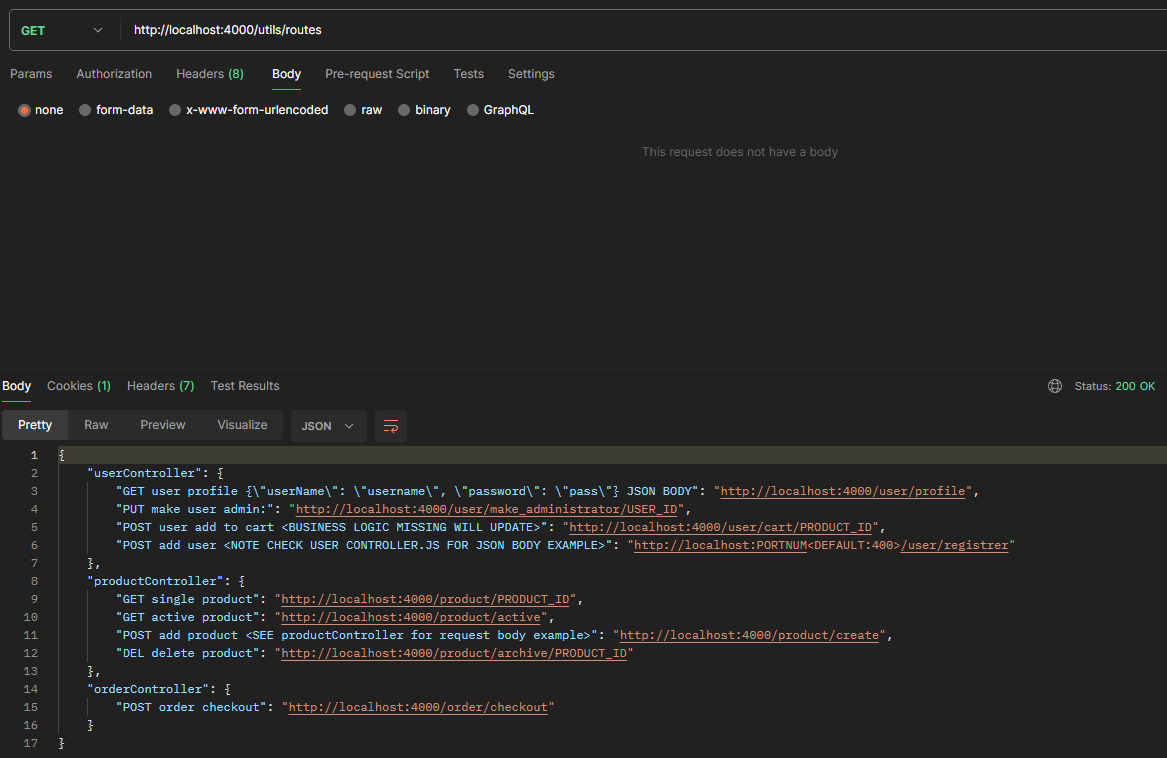 GET http://localhost:4000/utils/routes
Params Authorization Headers (8) Body Pre-request Script Tests Settings
none form-data x-www-form-urlencoded raw binary GraphQL
This request does not have a body
Body Cookies (1) Headers (7) Test Results Status: 200 OK
Pretty Raw Preview Visualize JSON
1 {
2 "userController": {
3 "GET user profile {\"userName\": \"username\", \"password\": \"pass\"} JSON BODY": "http://localhost:4000/user/profile",
4 "PUT make user admin:": "http://localhost:4000/user/make_administrator/USER_ID",
5 "POST user add to cart <BUSINESS LOGIC MISSING WILL UPDATE>": "http://localhost:4000/user/cart/PRODUCT_ID",
6 "POST add user <NOTE CHECK USER CONTROLLER.JS FOR JSON BODY EXAMPLE>": "http://localhost:PORTNUM<DEFAULT:400>/user/registrer"
7 },
8 "productController": {
9 "GET single product": "http://localhost:4000/product/PRODUCT_ID",
10 "GET active product": "http://localhost:4000/product/active",
11 "POST add product <SEE productController for request body example>": "http://localhost:4000/product/create",
12 "DEL delete product": "http://localhost:4000/product/archive/PRODUCT_ID"
13 },
14 "orderController": {
15 "POST order checkout": "http://localhost:4000/order/checkout"
16 }
17 }